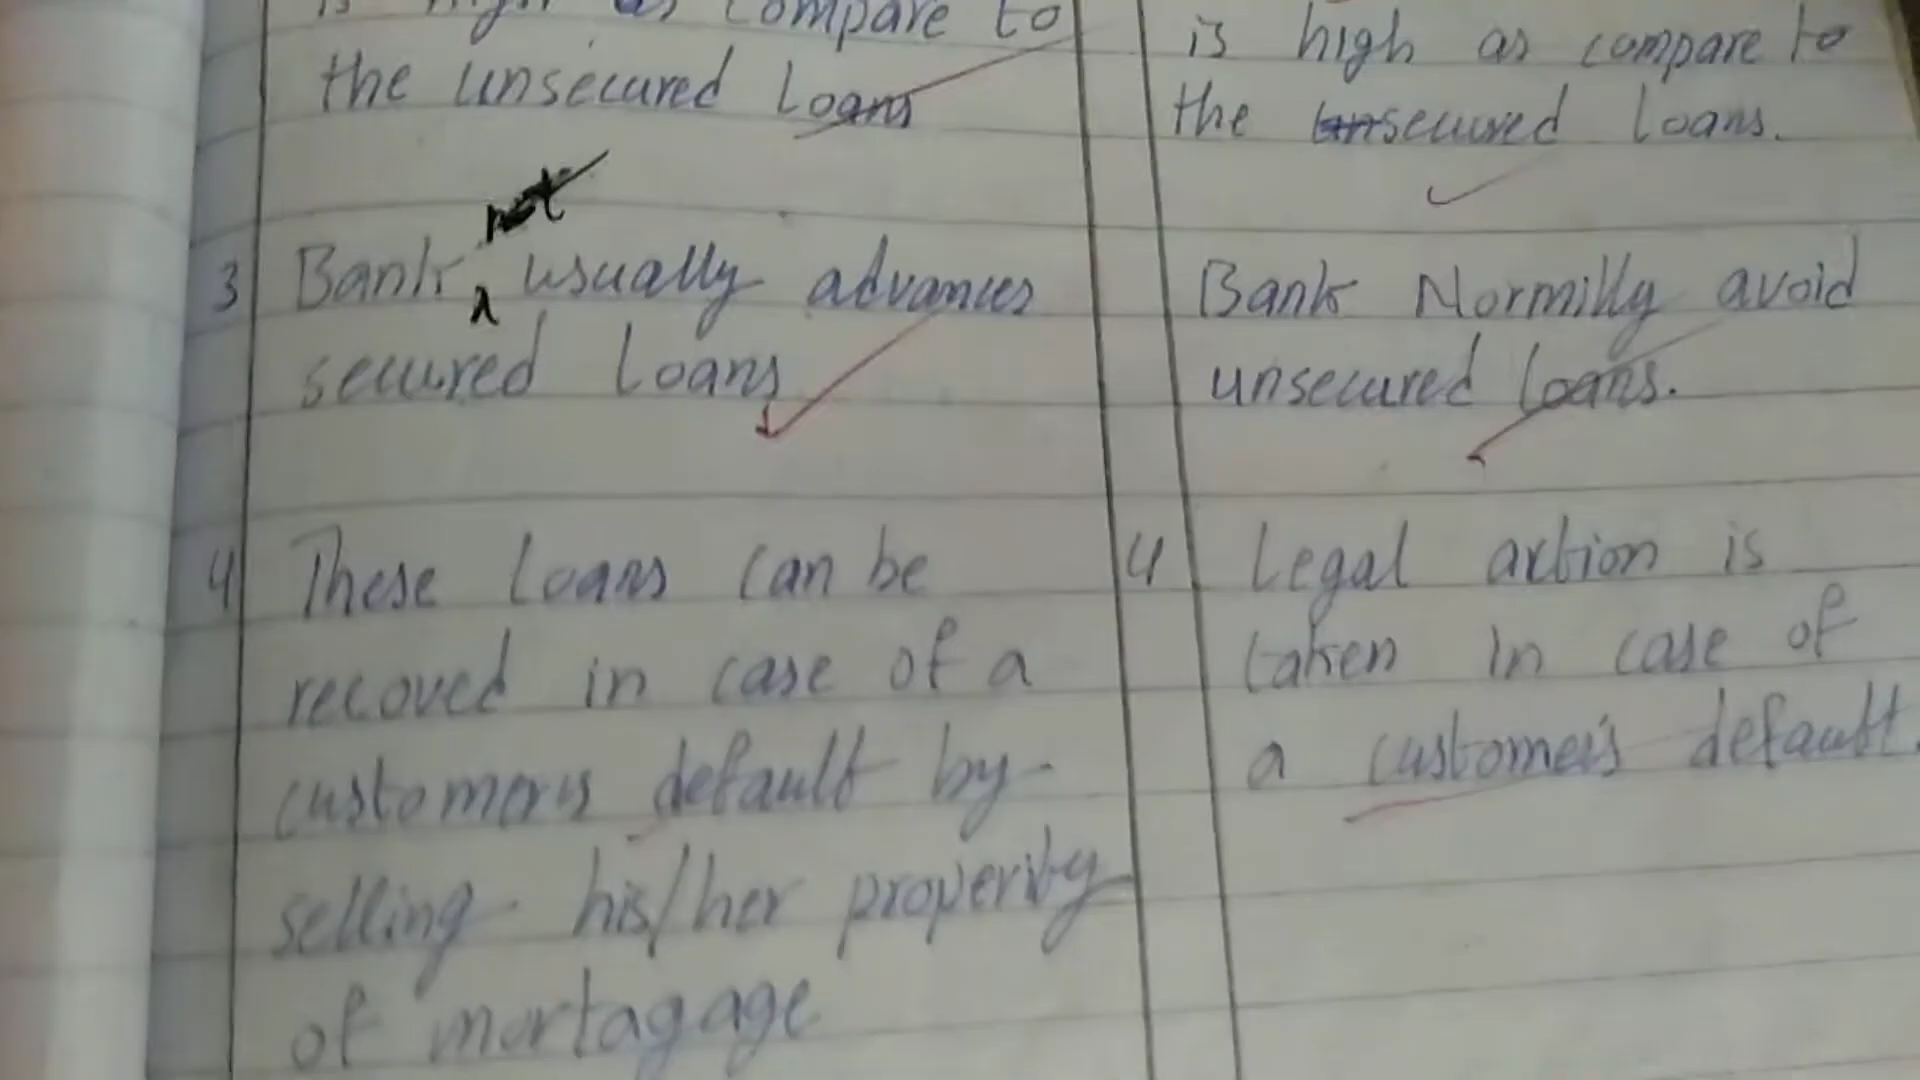 is high as compare to
the unsecured Loans
3 Bank not usually advances
secured Loans
4 These Loans can be
recoved in case of a
customers default by
selling his/her properity
of mortagage
is high as compare to
the unsecured loans.
Bank Normilly avoid
unsecured loans.
4 Legal action is
taken in case of
a customer's default.